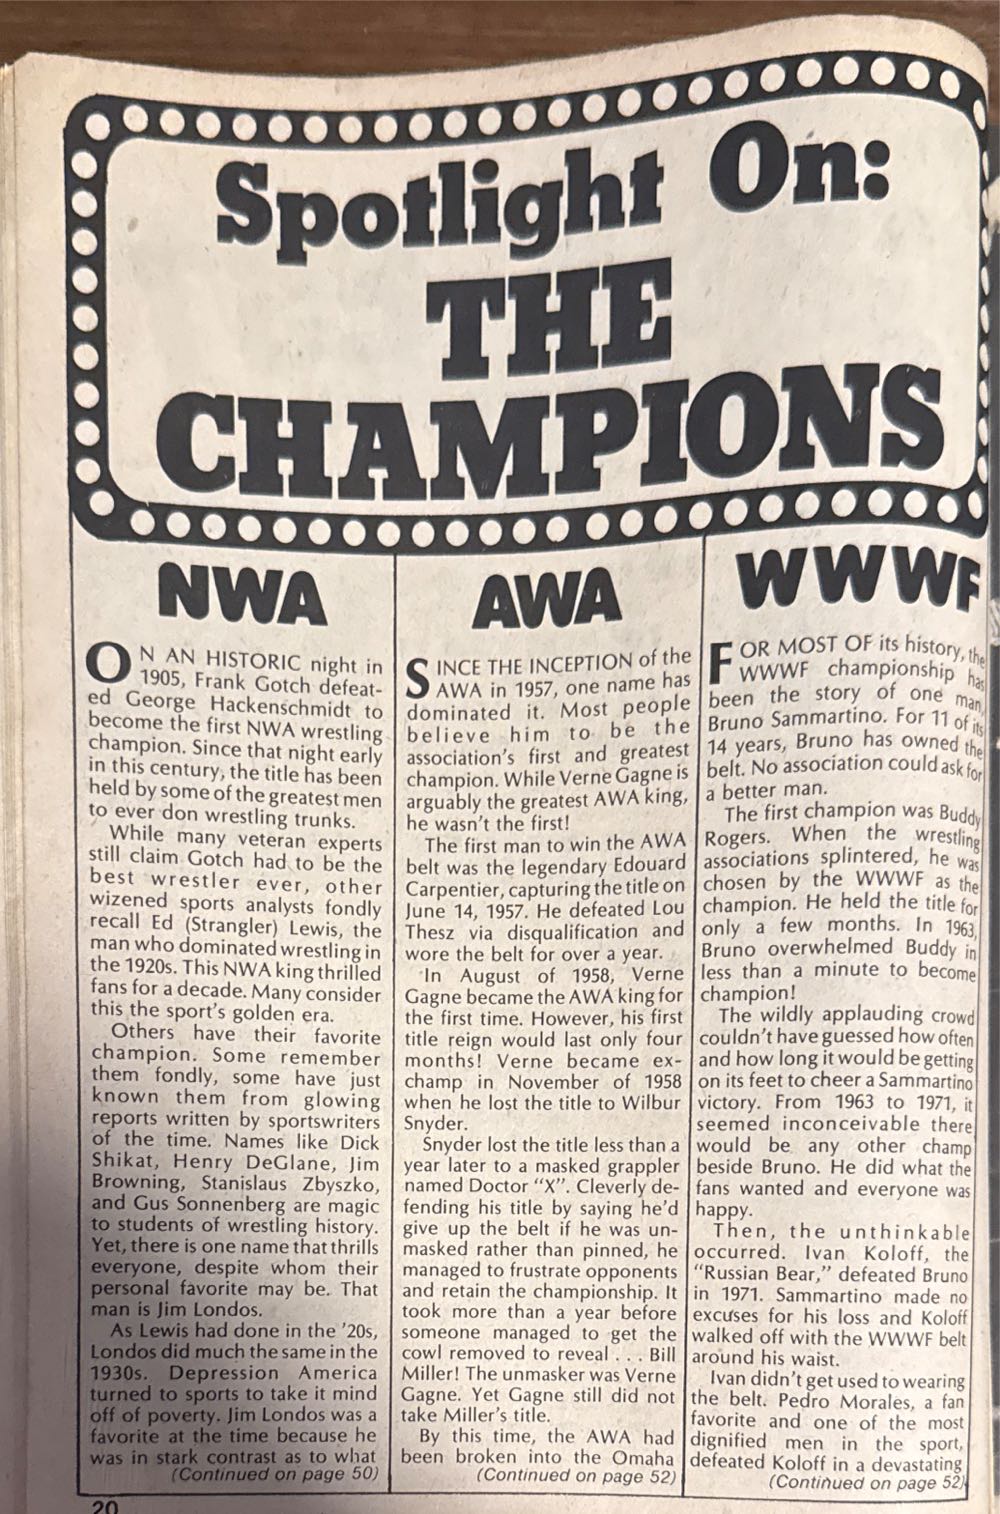 Spotlight On:
THE
CHAMPIONS
NWA
ON AN HISTORIC night in
1905, Frank Gotch defeat-
ed George Hackenschmidt to
become the first NWA wrestling
champion. Since that night early
in this century, the title has been
held by some of the greatest men
to ever don wrestling trunks.
While many veteran experts
still claim Gotch had to be the
best wrestler ever, other
wizened sports analysts fondly
recall Ed (Strangler) Lewis, the
man who dominated wrestling in
the 1920s. This NWA king thrilled
fans for a decade. Many consider
this the sport's golden era.
Others have their favorite
champion. Some remember
them fondly, some have just
known them from glowing
reports written by sportswriters
of the time. Names like Dick
Shikat, Henry DeGlane, Jim
Browning, Stanislaus Zbyszko,
and Gus Sonnenberg are magic
to students of wrestling history.
Yet, there is one name that thrills
everyone, despite whom their
personal favorite may be. That
man is Jim Londos.
As Lewis had done in the '20s,
Londos did much the same in the
1930s. Depression America
turned to sports to take it mind
off of poverty. Jim Londos was a
favorite at the time because he
was in stark contrast as to what
(Continued on page 50)
AWA
SINCE THE INCEPTION of the
AWA in 1957, one name has
dominated it. Most people
believe him to be the
association's first and greatest
champion. While Verne Gagne is
arguably the greatest AWA king,
he wasn't the first!
The first man to win the AWA
belt was the legendary Edouard
Carpentier, capturing the title on
June 14, 1957. He defeated Lou
Thesz via disqualification and
wore the belt for over a year.
In August of 1958, Verne
Gagne became the AWA king for
the first time. However, his first
title reign would last only four
months! Verne became ex-
champ in November of 1958
when he lost the title to Wilbur
Snyder.
Snyder lost the title less than a
year later to a masked grappler
named Doctor "X". Cleverly de-
fending his title by saying he'd
give up the belt if he was un-
masked rather than pinned, he
managed to frustrate opponents
and retain the championship. It
took more than a year before
someone managed to get the
cowl removed to reveal . . . Bill
Miller! The unmasker was Verne
Gagne. Yet Gagne still did not
take Miller's title.
By this time, the AWA had
been broken into the Omaha
(Continued on page 52)
WWWF
FOR MOST OF its history, the
WWWF championship has
been the story of one man,
Bruno Sammartino. For 11 of its
14 years, Bruno has owned the
belt. No association could ask for
a better man.
The first champion was Buddy
Rogers. When the wrestling
associations splintered, he was
chosen by the WWWF as the
champion. He held the title for
only a few months. In 1963,
Bruno overwhelmed Buddy in
less than a minute to become
champion!
The wildly applauding crowd
couldn't have guessed how often
and how long it would be getting
on its feet to cheer a Sammartino
victory. From 1963 to 1971, it
seemed inconceivable there
would be any other champ
beside Bruno. He did what the
fans wanted and everyone was
happy.
Then, the unthinkable
occurred. Ivan Koloff, the
"Russian Bear," defeated Bruno
in 1971. Sammartino made no
excuses for his loss and Koloff
walked off with the WWWF belt
around his waist.
Ivan didn't get used to wearing
the belt. Pedro Morales, a fan
favorite and one of the most
dignified men in the sport,
defeated Koloff in a devastating
(Continued on page 52)
20